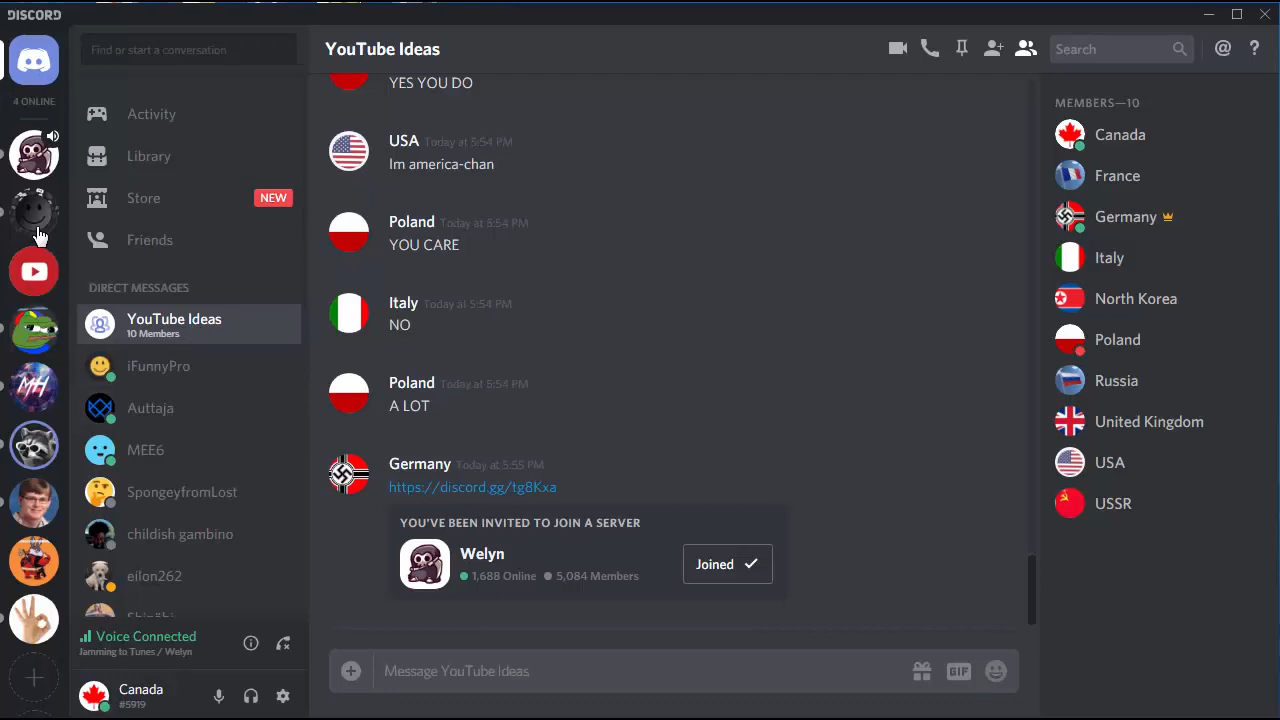 DISCORD
4 ONLINE
Find or start a conversation
Activity
Library
Store NEW
Friends
DIRECT MESSAGES
YouTube Ideas
10 Members
iFunnyPro
Auttaja
MEE6
SpongeyfromLost
childish gambino
eilon262
Voice Connected
Jamming to Tunes / Welyn
Canada
#5919
MH
YouTube Ideas
Search
YES YOU DO
USA Today at 5:54 PM
Im america-chan
Poland Today at 5:54 PM
YOU CARE
Italy Today at 5:54 PM
NO
Poland Today at 5:54 PM
A LOT
Germany Today at 5:55 PM
https://discord.gg/tg8Kxa
YOU'VE BEEN INVITED TO JOIN A SERVER
Welyn
1,688 Online 5,084 Members
Joined
Message YouTube Ideas
GIF
MEMBERS—10
Canada
France
Germany
Italy
North Korea
Poland
Russia
United Kingdom
USA
USSR